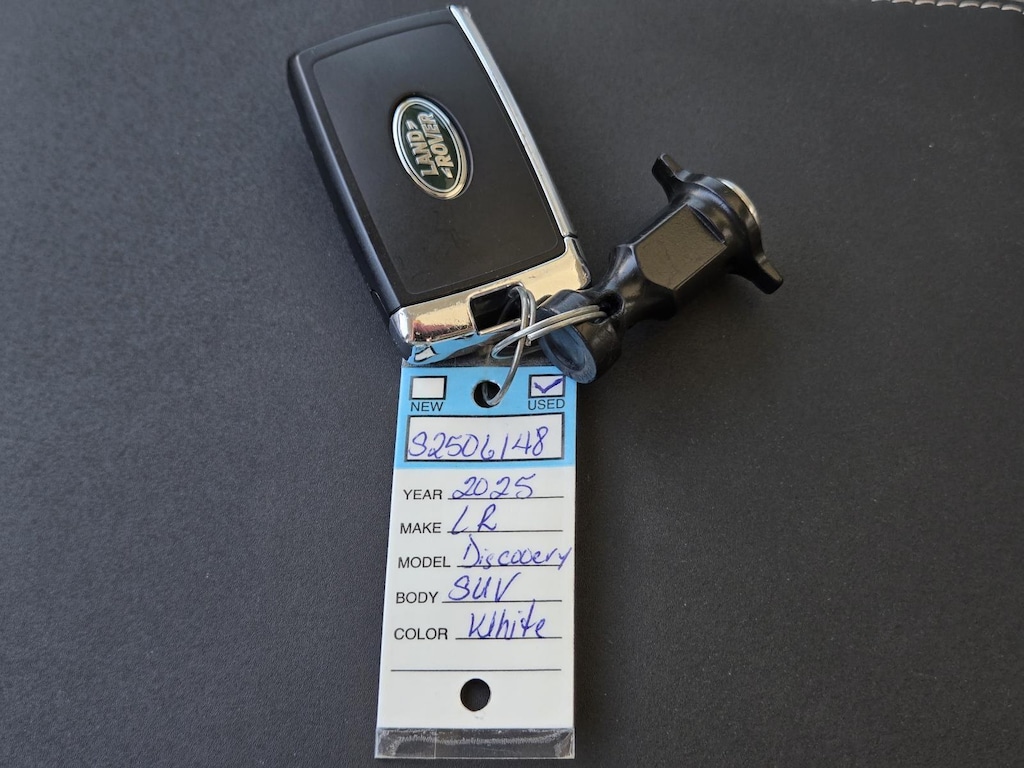 LAND
ROVER
NEW
USED
S2506148
YEAR 2025
MAKE LR
MODEL Discovery
BODY SUV
COLOR White